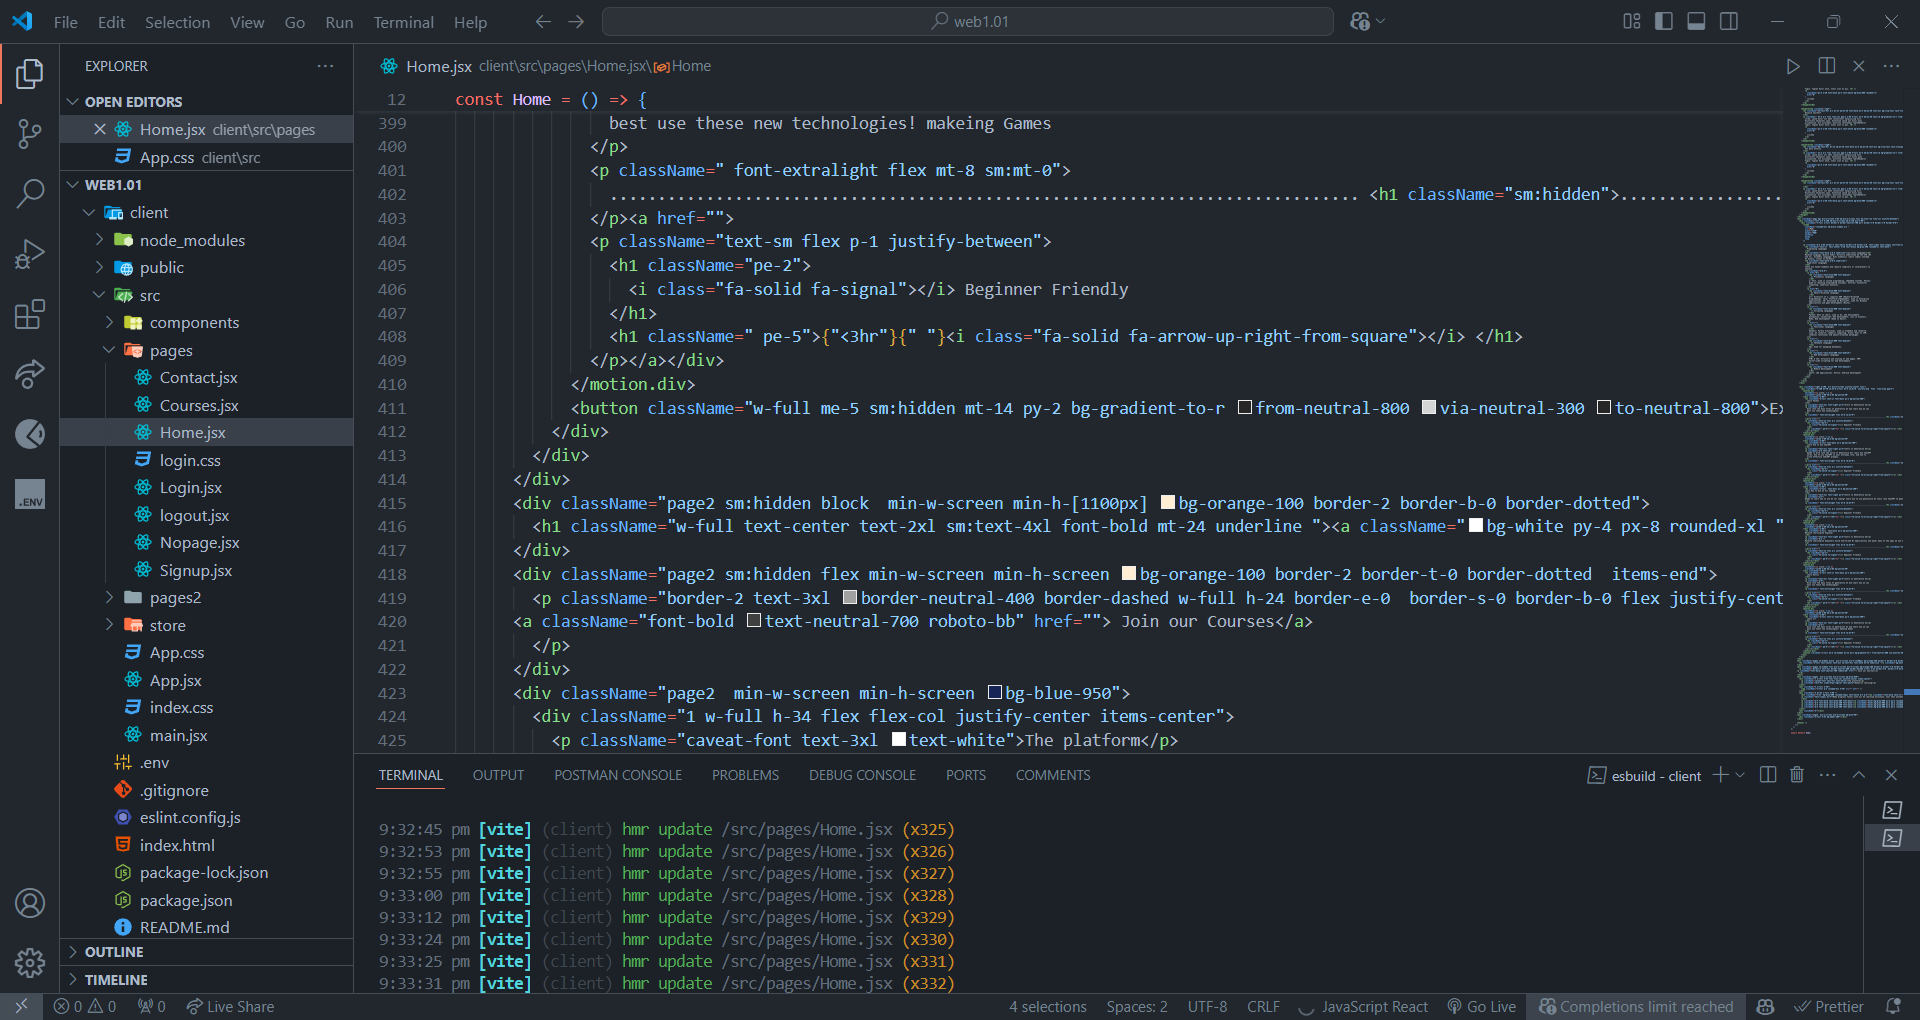 File Edit Selection View Go Run Terminal Help
web1.01
EXPLORER
OPEN EDITORS
Home.jsx client\src\pages
App.css client\src
WEB1.01
client
node_modules
public
src
components
pages
Contact.jsx
Courses.jsx
Home.jsx
login.css
Login.jsx
logout.jsx
Nopage.jsx
Signup.jsx
pages2
store
App.css
App.jsx
index.css
main.jsx
.env
.gitignore
eslint.config.js
index.html
package-lock.json
package.json
README.md
OUTLINE
TIMELINE
.ENV
Home.jsx client\src\pages\Home.jsx\Home
12 const Home = () => {
399 best use these new technologies! makeing Games
400 </p>
401 <p className=" font-extralight flex mt-8 sm:mt-0">
402 .............................................................................. <h1 className="sm:hidden">.................
403 </p><a href="">
404 <p className="text-sm flex p-1 justify-between">
405 <h1 className="pe-2">
406 <i class="fa-solid fa-signal"></i> Beginner Friendly
407 </h1>
408 <h1 className=" pe-5">{"<3hr"}{" "}<i class="fa-solid fa-arrow-up-right-from-square"></i> </h1>
409 </p></a></div>
410 </motion.div>
411 <button className="w-full me-5 sm:hidden mt-14 py-2 bg-gradient-to-r from-neutral-800 via-neutral-300 to-neutral-800">Ex
412 </div>
413 </div>
414 </div>
415 <div className="page2 sm:hidden block  min-w-screen min-h-[1100px] bg-orange-100 border-2 border-b-0 border-dotted">
416 <h1 className="w-full text-center text-2xl sm:text-4xl font-bold mt-24 underline "><a className="bg-white py-4 px-8 rounded-xl "
417 </div>
418 <div className="page2 sm:hidden flex min-w-screen min-h-screen bg-orange-100 border-2 border-t-0 border-dotted  items-end">
419 <p className="border-2 text-3xl border-neutral-400 border-dashed w-full h-24 border-e-0  border-s-0 border-b-0 flex justify-cent
420 <a className="font-bold text-neutral-700 roboto-bb" href=""> Join our Courses</a>
421 </p>
422 </div>
423 <div className="page2  min-w-screen min-h-screen bg-blue-950">
424 <div className="1 w-full h-34 flex flex-col justify-center items-center">
425 <p className="caveat-font text-3xl text-white">The platform</p>
TERMINAL OUTPUT POSTMAN CONSOLE PROBLEMS DEBUG CONSOLE PORTS COMMENTS
esbuild - client
9:32:45 pm [vite] (client) hmr update /src/pages/Home.jsx (x325)
9:32:53 pm [vite] (client) hmr update /src/pages/Home.jsx (x326)
9:32:55 pm [vite] (client) hmr update /src/pages/Home.jsx (x327)
9:33:00 pm [vite] (client) hmr update /src/pages/Home.jsx (x328)
9:33:12 pm [vite] (client) hmr update /src/pages/Home.jsx (x329)
9:33:24 pm [vite] (client) hmr update /src/pages/Home.jsx (x330)
9:33:25 pm [vite] (client) hmr update /src/pages/Home.jsx (x331)
9:33:31 pm [vite] (client) hmr update /src/pages/Home.jsx (x332)
0 0 0 Live Share 4 selections Spaces: 2 UTF-8 CRLF JavaScript React Go Live Completions limit reached Prettier